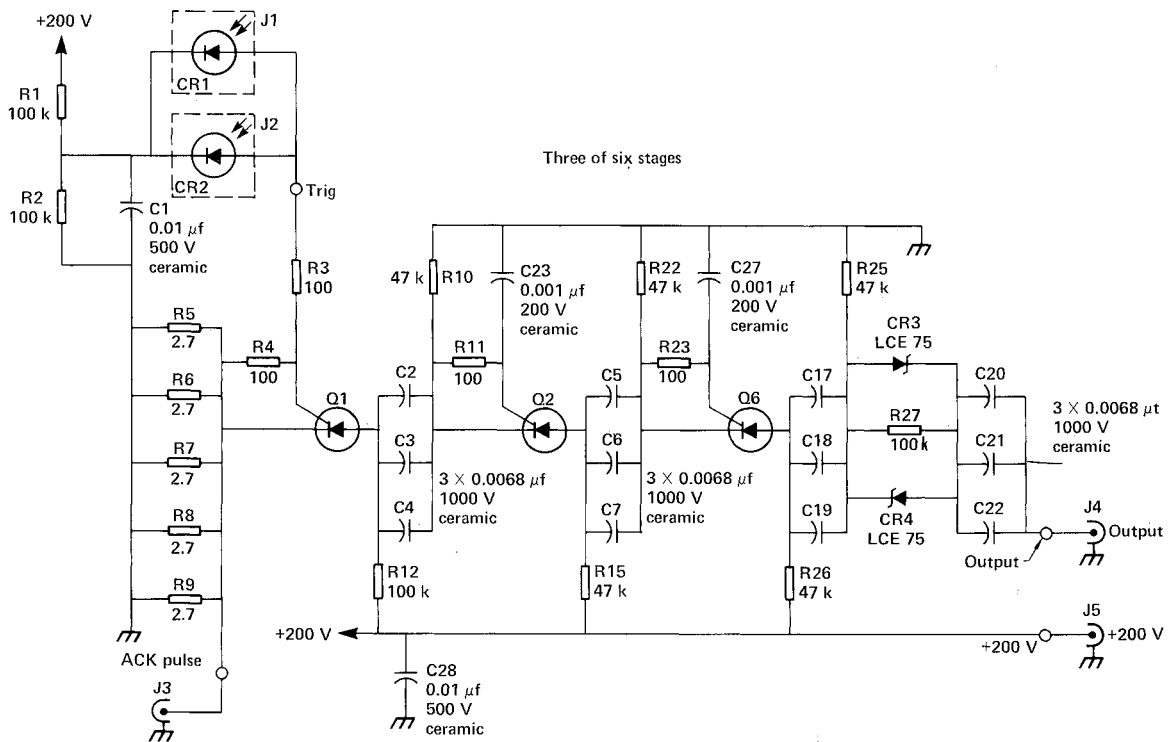 +200 V
J1
CR1
R1
100 k
J2
CR2
Three of six stages
R2
100 k
Trig
C1
0.01 µf
500 V
ceramic
R3
100
47 k
R10
C23
0.001 µf
200 V
ceramic
R22
47 k
C27
0.001 µf
200 V
ceramic
R25
47 k
R5
2.7
R4
100
R11
100
R23
100
CR3
LCE 75
R6
2.7
Q1
C2
Q2
C5
Q6
C17
C20
3 × 0.0068 µt
1000 V
ceramic
R7
2.7
C3
3 × 0.0068 µf
1000 V
ceramic
C6
3 × 0.0068 µf
1000 V
ceramic
C18
R27
100k
C21
R8
2.7
C4
C7
C19
CR4
LCE 75
C22
J4
Output
Output
R9
2.7
R12
100 k
R15
47 k
R26
47 k
+200 V
+200 V
J5
+200 V
ACK pulse
J3
C28
0.01 µf
500 V
ceramic